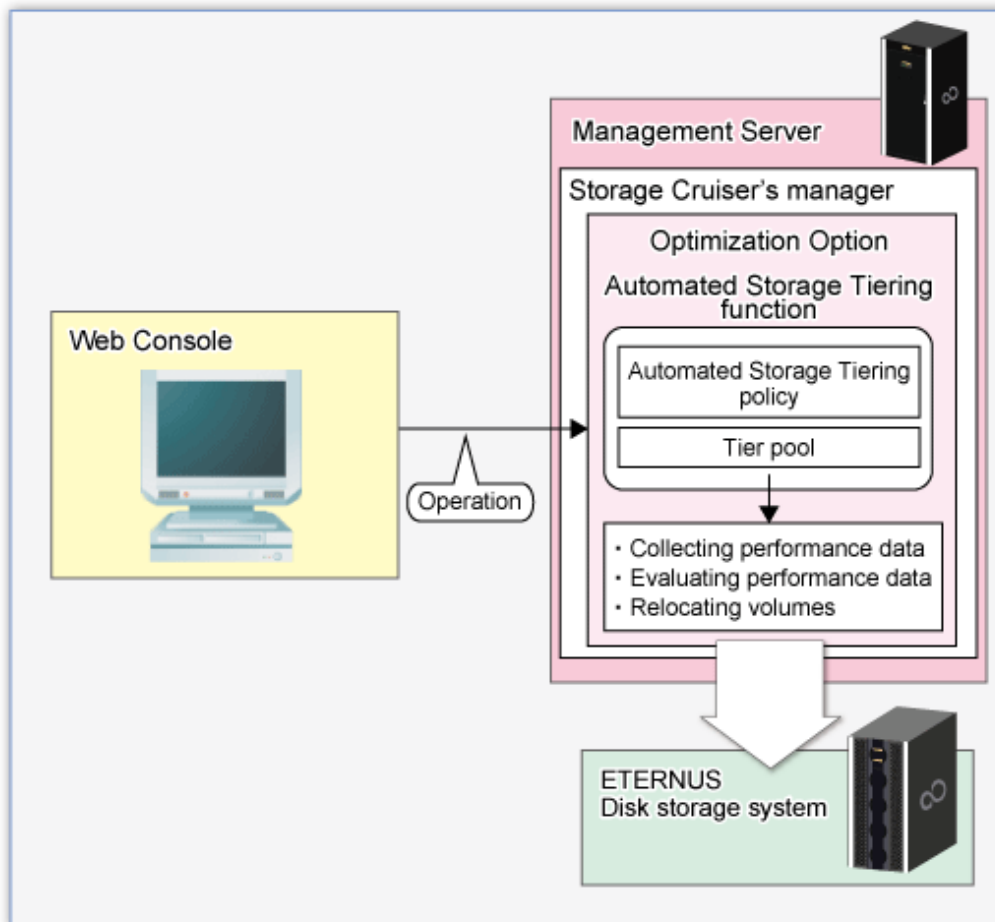 Management Server
Storage Cruiser's manager
Optimization Option
Automated Storage Tiering
function
Automated Storage Tiering
policy
Tier pool
Web Console
Operation
・Collecting performance data
・Evaluating performance data
・Relocating volumes
ETERNUS
Disk storage system